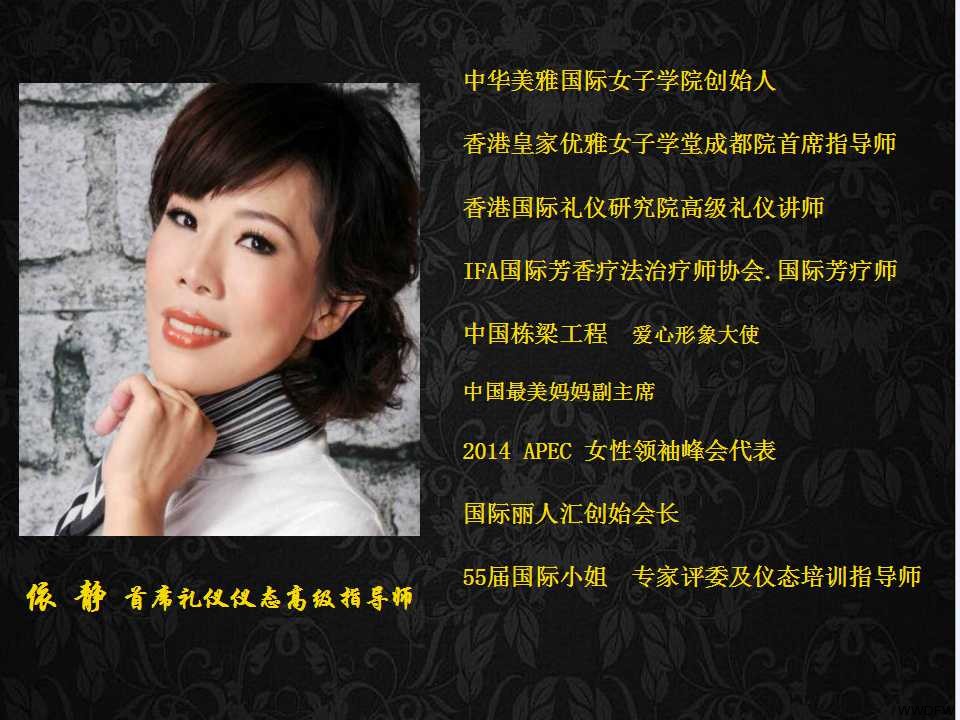 中华美雅国际女子学院创始人
香港皇家优雅女子学堂成都院首席指导师
香港国际礼仪研究院高级礼仪讲师
IFA国际芳香疗法治疗师协会.国际芳疗师
中国栋梁工程 爱心形象大使
中国最美妈妈副主席
2014 APEC 女性领袖峰会代表
国际丽人汇创始会长
55届国际小姐 专家评委及仪态培训指导师
依 静 首席礼仪仪态高级指导师